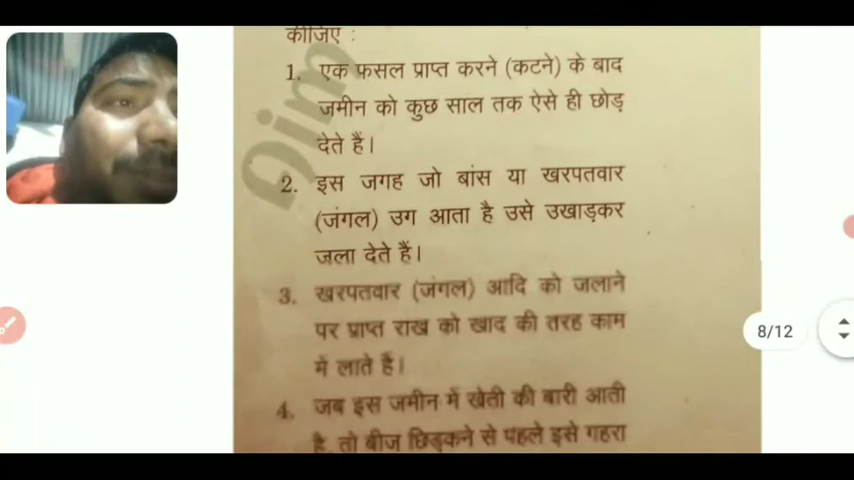 कीजिए :
1. एक फसल प्राप्त करने (कटने) के बाद
जमीन को कुछ साल तक ऐसे ही छोड़
देते हैं।
2. इस जगह जो बांस या खरपतवार
(जंगल) उग आता है उसे उखाड़कर
जला देते हैं।
3. खरपतवार (जंगल) आदि को जलाने
पर प्राप्त राख को खाद की तरह काम
में लाते हैं।
4. जब इस जमीन में खेती की बारी आती
है, तो बीज छिड़कने से पहले इसे गहरा
8/12